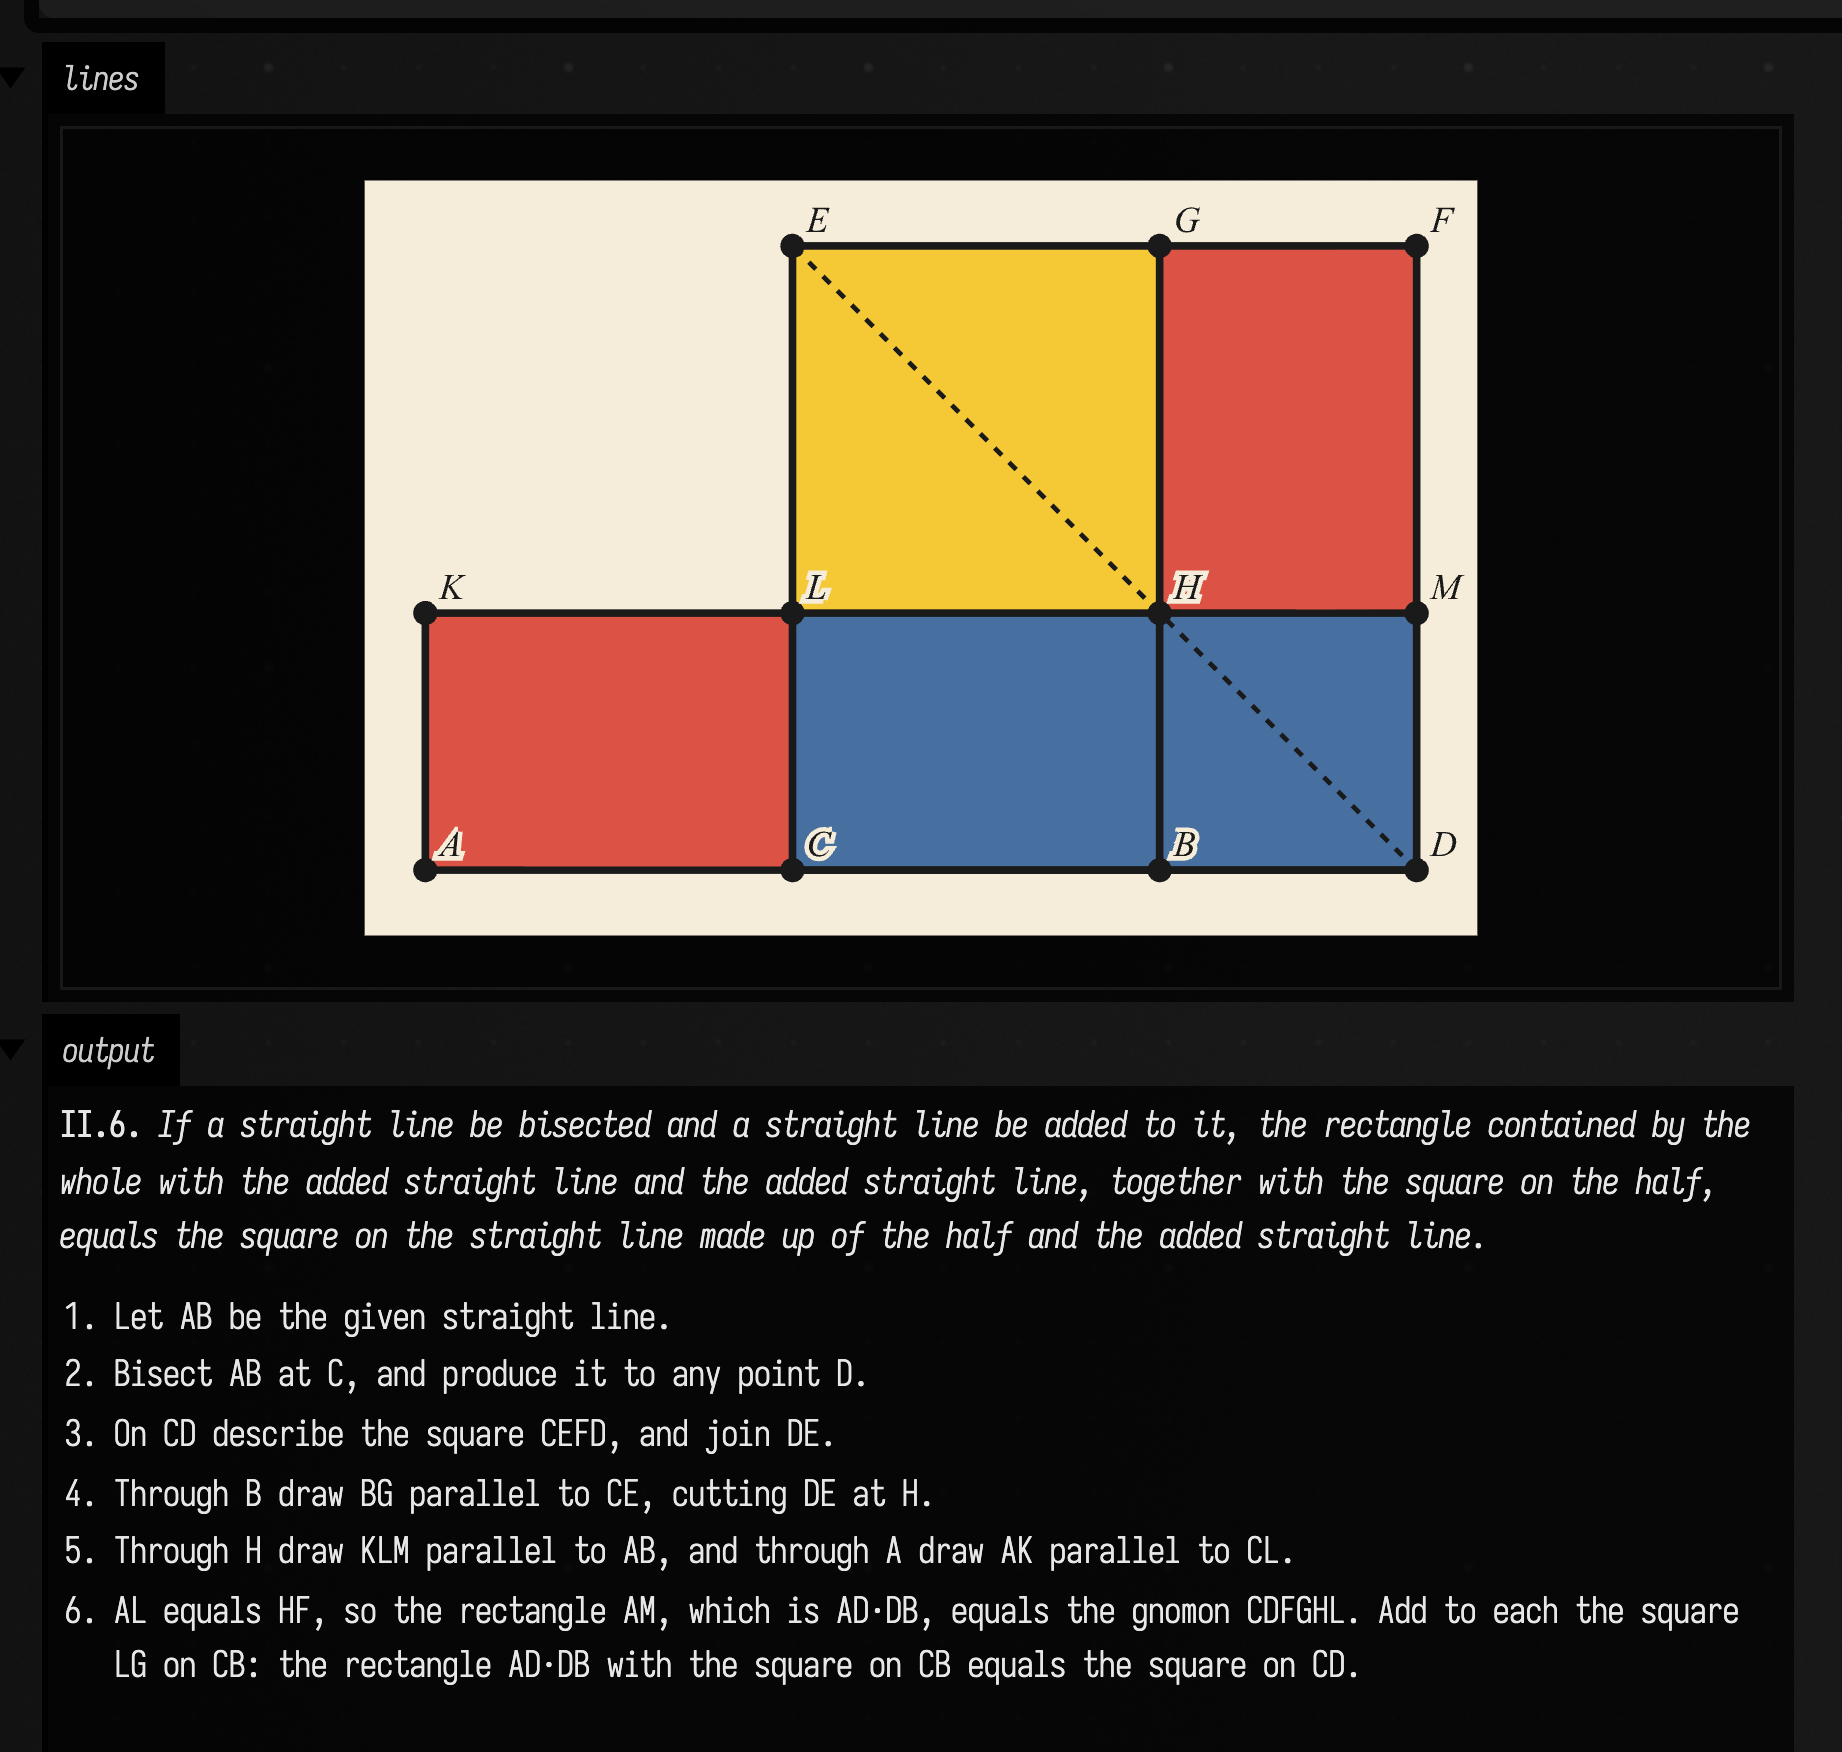 lines
E G F
K L H M
A C B D
output
II.6. If a straight line be bisected and a straight line be added to it, the rectangle contained by the
whole with the added straight line and the added straight line, together with the square on the half,
equals the square on the straight line made up of the half and the added straight line.
1. Let AB be the given straight line.
2. Bisect AB at C, and produce it to any point D.
3. On CD describe the square CEFD, and join DE.
4. Through B draw BG parallel to CE, cutting DE at H.
5. Through H draw KLM parallel to AB, and through A draw AK parallel to CL.
6. AL equals HF, so the rectangle AM, which is AD·DB, equals the gnomon CDFGHL. Add to each the square
LG on CB: the rectangle AD·DB with the square on CB equals the square on CD.